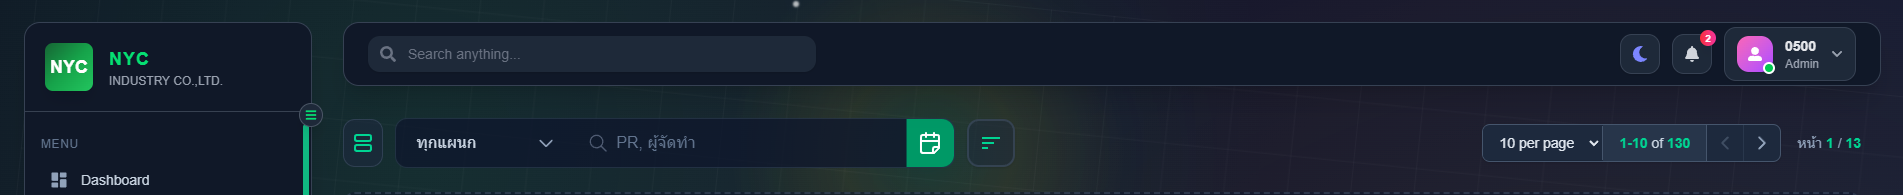 NYC
NYC
INDUSTRY CO.,LTD.
Search anything...
2
0500
Admin
ทุกแผนก
PR, ผู้จัดทำ
10 per page
1-10 of 130
หน้า 1 / 13
MENU
Dashboard